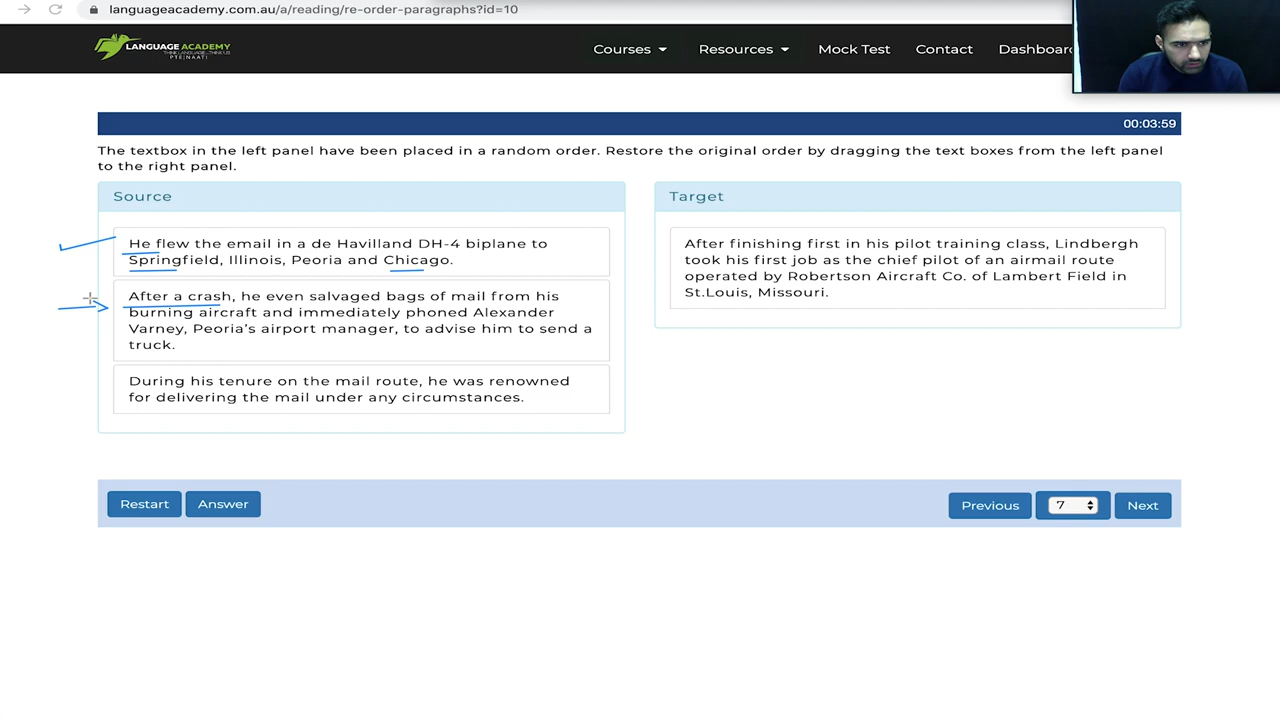 languageacademy.com.au/a/reading/re-order-paragraphs?id=10
LANGUAGE ACADEMY
THINK LANGUAGE - THINK US
PTE|NAATI
Courses
Resources
Mock Test
Contact
Dashboard
00:03:59
The textbox in the left panel have been placed in a random order. Restore the original order by dragging the text boxes from the left panel
to the right panel.
Source
He flew the email in a de Havilland DH-4 biplane to
Springfield, Illinois, Peoria and Chicago.
After a crash, he even salvaged bags of mail from his
burning aircraft and immediately phoned Alexander
Varney, Peoria's airport manager, to advise him to send a
truck.
During his tenure on the mail route, he was renowned
for delivering the mail under any circumstances.
Target
After finishing first in his pilot training class, Lindbergh
took his first job as the chief pilot of an airmail route
operated by Robertson Aircraft Co. of Lambert Field in
St.Louis, Missouri.
Restart
Answer
Previous
7
Next